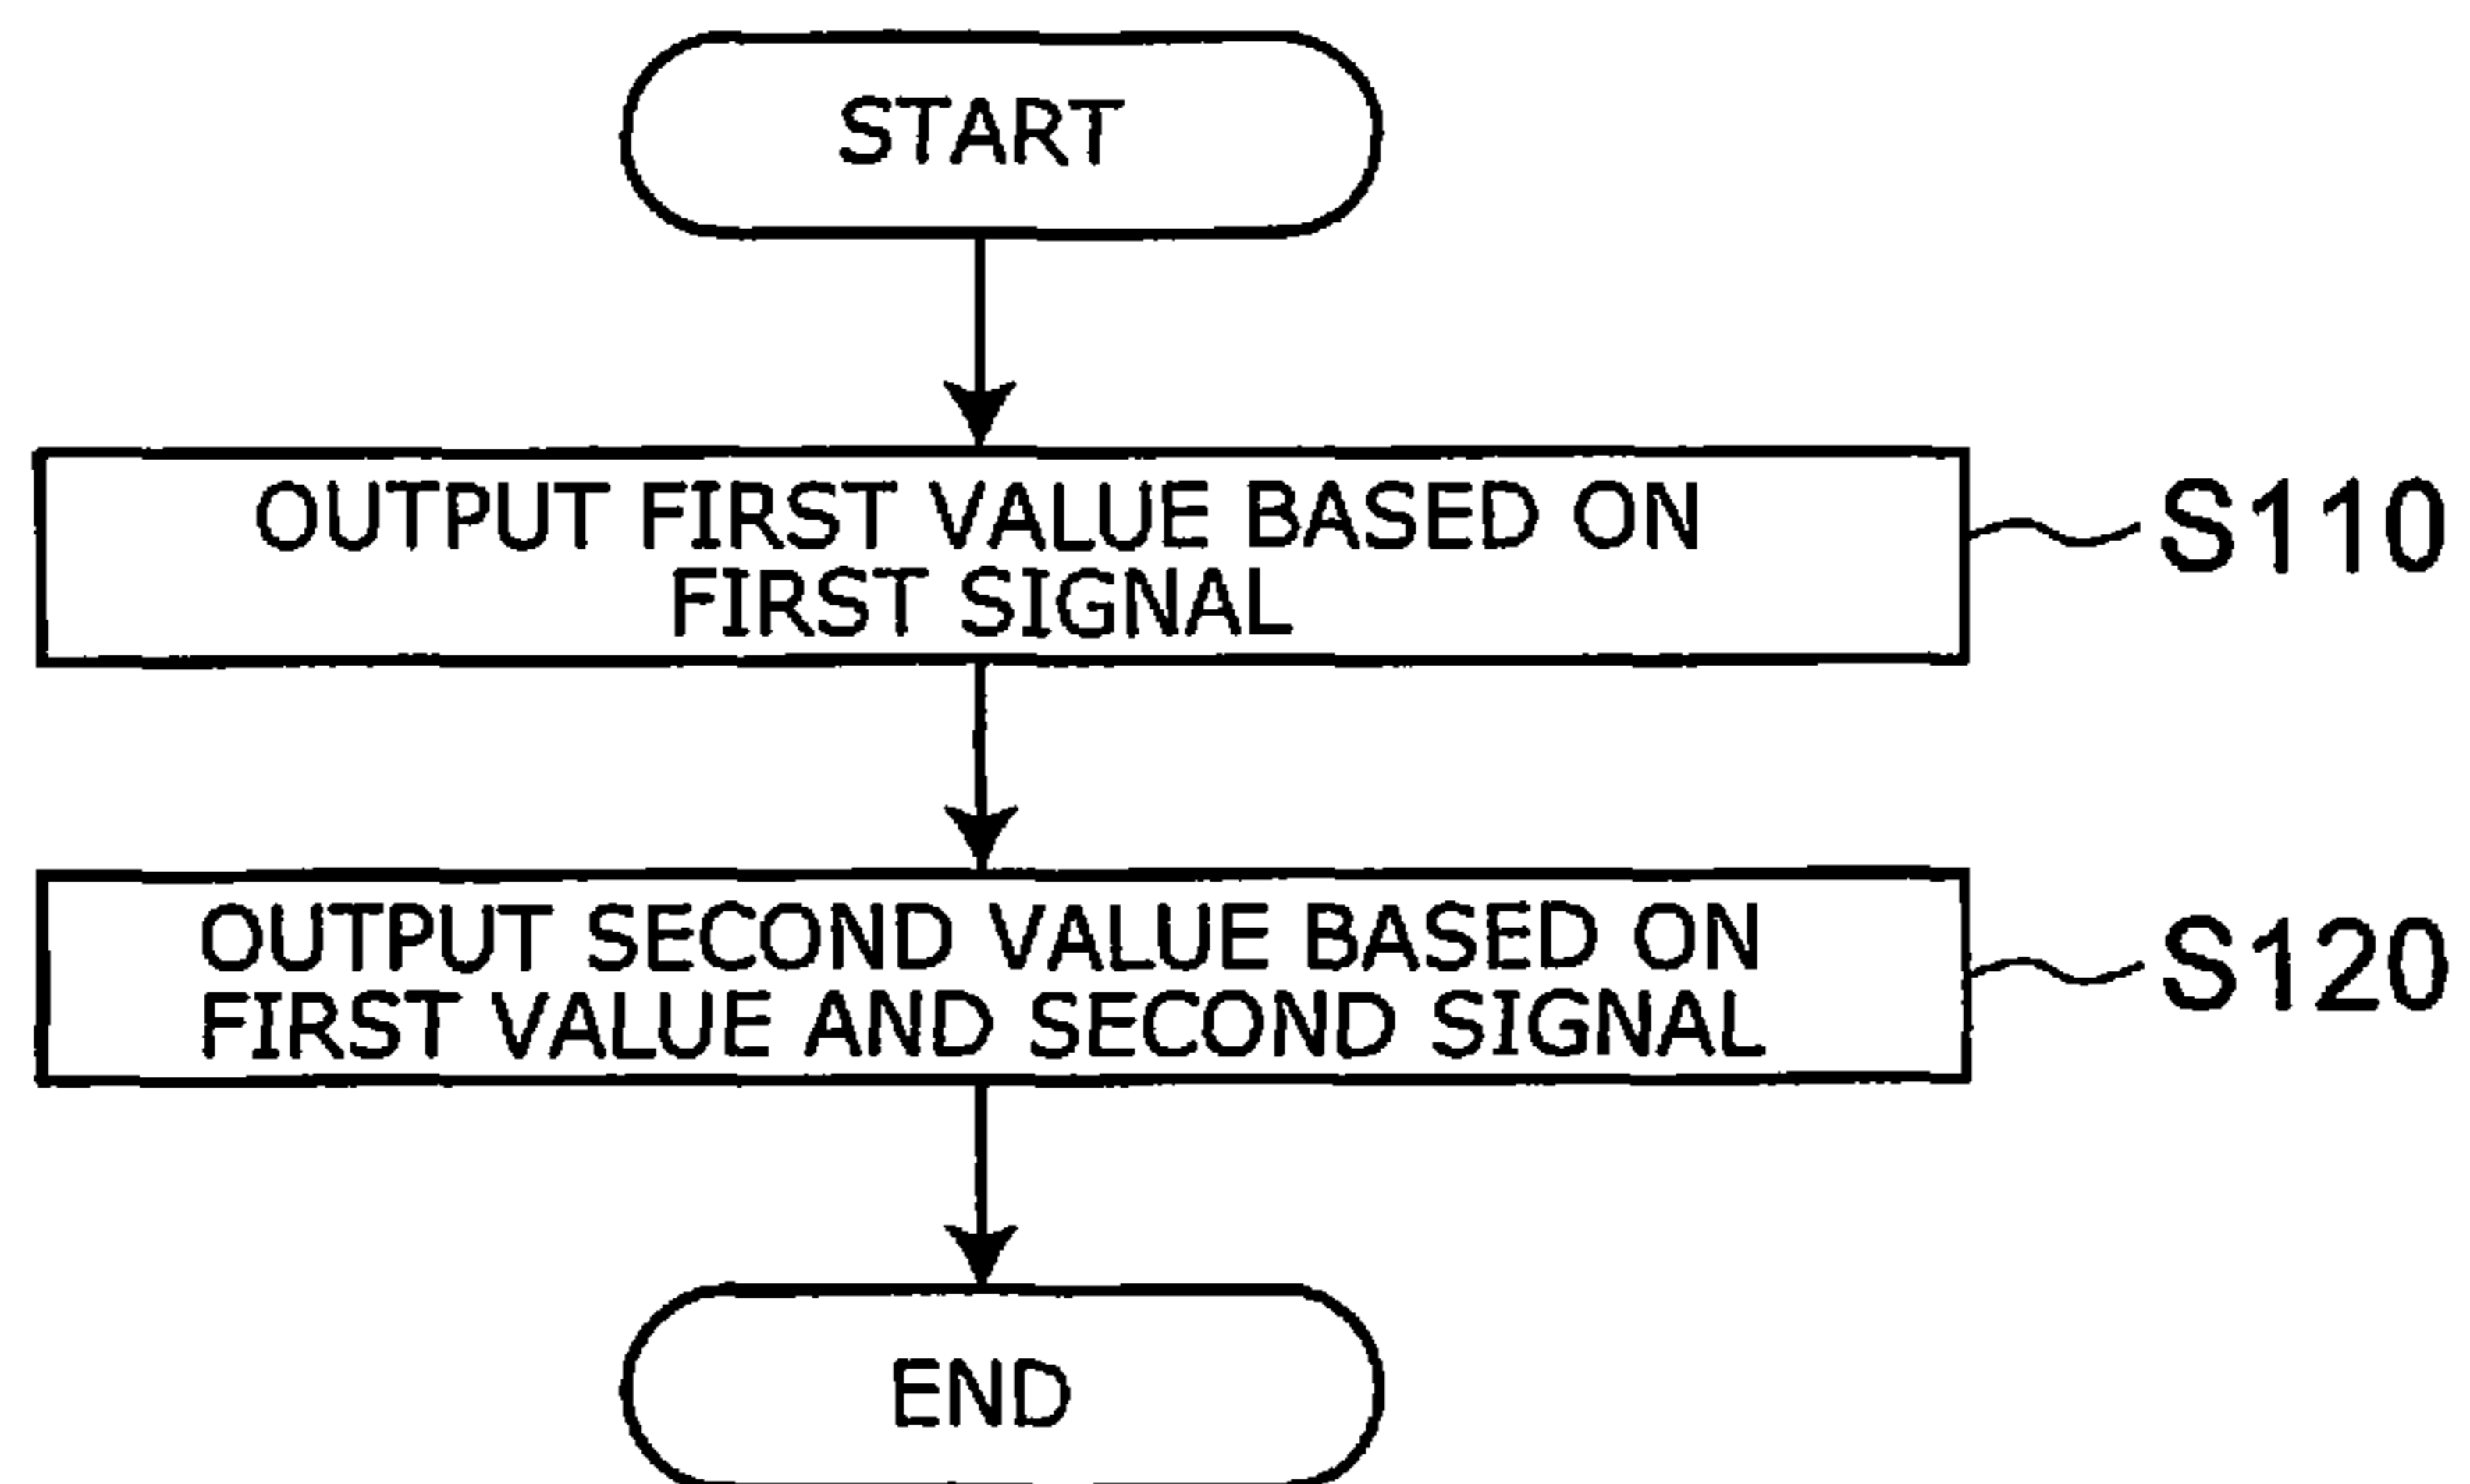 START
OUTPUT FIRST VALUE BASED ON
FIRST SIGNAL
S110
OUTPUT SECOND VALUE BASED ON
FIRST VALUE AND SECOND SIGNAL
S120
END